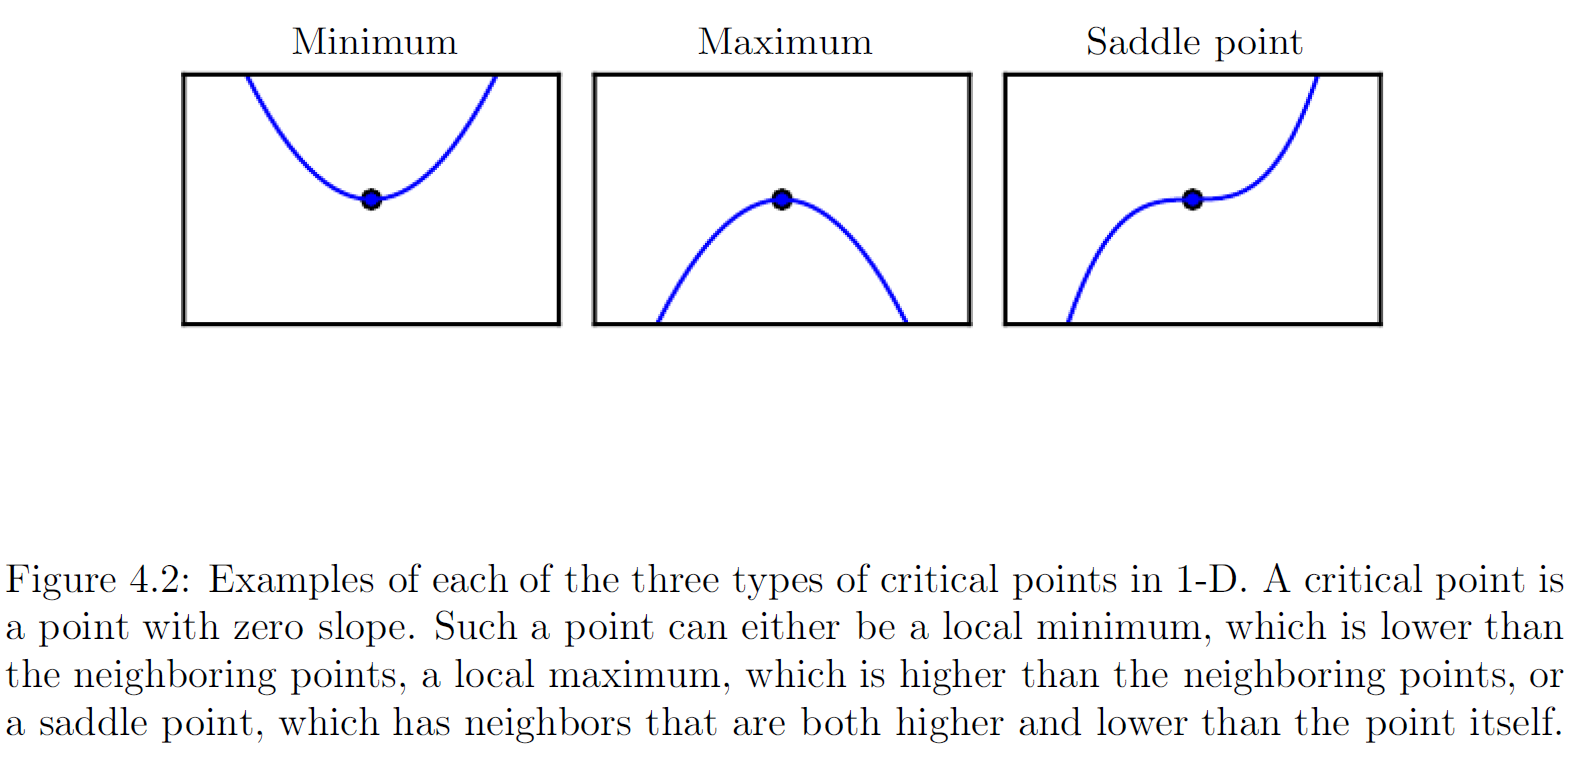 Minimum
Maximum
Saddle point
Figure 4.2: Examples of each of the three types of critical points in 1-D. A critical point is
a point with zero slope. Such a point can either be a local minimum, which is lower than
the neighboring points, a local maximum, which is higher than the neighboring points, or
a saddle point, which has neighbors that are both higher and lower than the point itself.